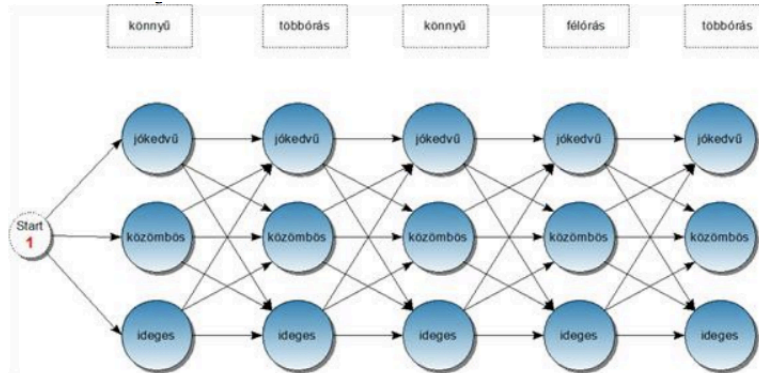 könnyű
többórás
könnyű
félórás
többórás
jókedvű
jókedvű
jókedvű
jókedvű
jókedvű
Start
1
közömbös
közömbös
közömbös
közömbös
közömbös
ideges
ideges
ideges
ideges
ideges